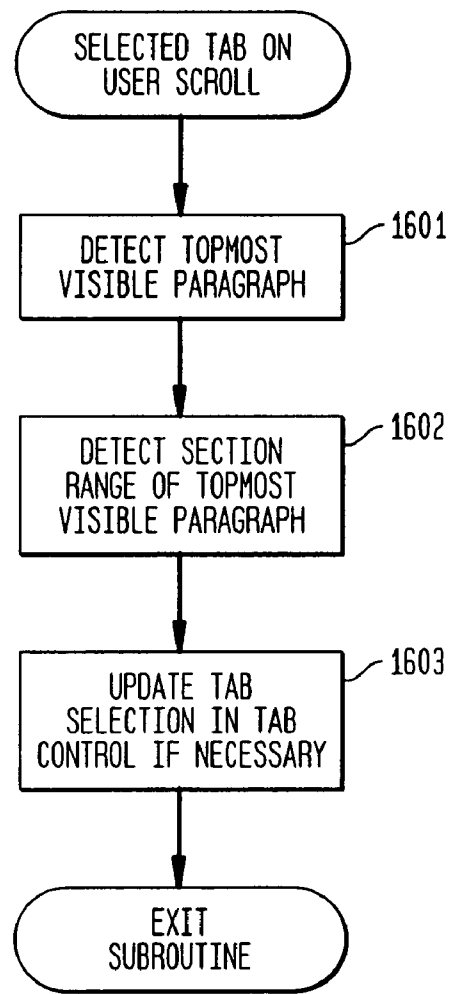 SELECTED TAB ON
USER SCROLL
1601
DETECT TOPMOST
VISIBLE PARAGRAPH
1602
DETECT SECTION
RANGE OF TOPMOST
VISIBLE PARAGRAPH
1603
UPDATE TAB
SELECTION IN TAB
CONTROL IF NECESSARY
EXIT
SUBROUTINE